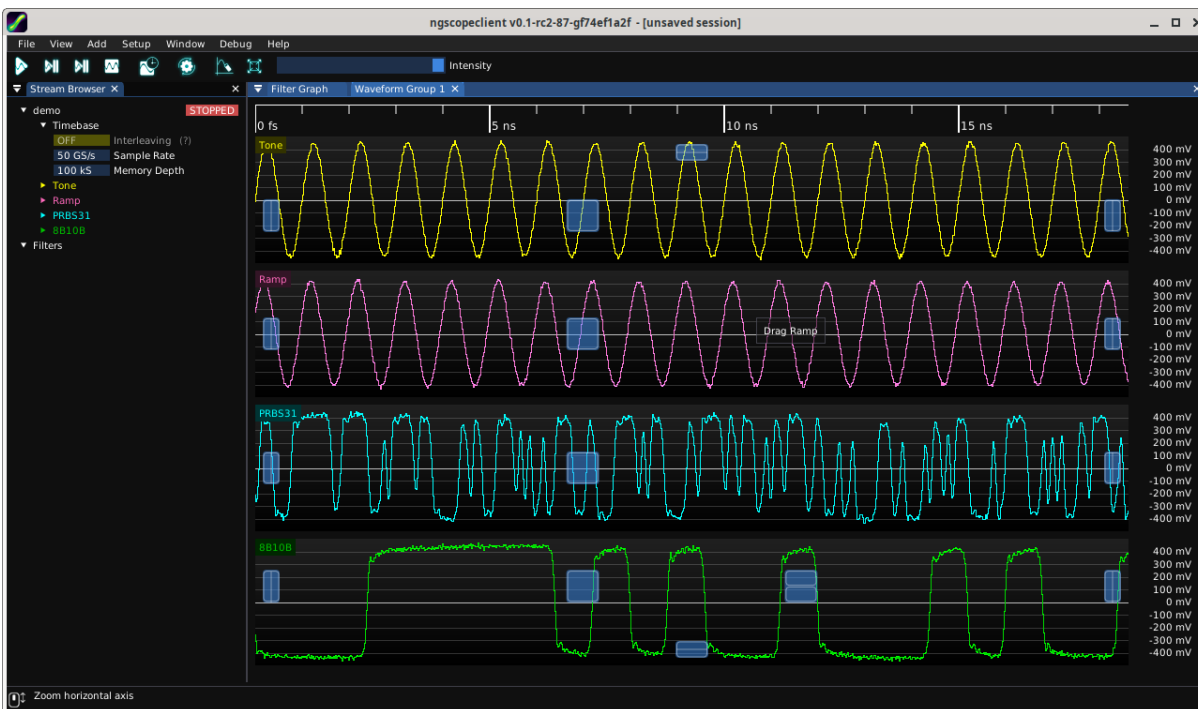 ngscopeclient v0.1-rc2-87-gf74ef1a2f - [unsaved session]
File View Add Setup Window Debug Help
Intensity
Stream Browser
Filter Graph
Waveform Group 1
demo
STOPPED
Timebase
OFF Interleaving (?)
50 GS/s Sample Rate
100 kS Memory Depth
Tone
Ramp
PRBS31
8B10B
Filters
0 fs 5 ns 10 ns 15 ns
Tone
400 mV
300 mV
200 mV
100 mV
0 mV
-100 mV
-200 mV
-300 mV
-400 mV
Ramp
400 mV
300 mV
200 mV
100 mV
0 mV
-100 mV
-200 mV
-300 mV
-400 mV
Drag Ramp
PRBS31
400 mV
300 mV
200 mV
100 mV
0 mV
-100 mV
-200 mV
-300 mV
-400 mV
8B10B
400 mV
300 mV
200 mV
100 mV
0 mV
-100 mV
-200 mV
-300 mV
-400 mV
Zoom horizontal axis